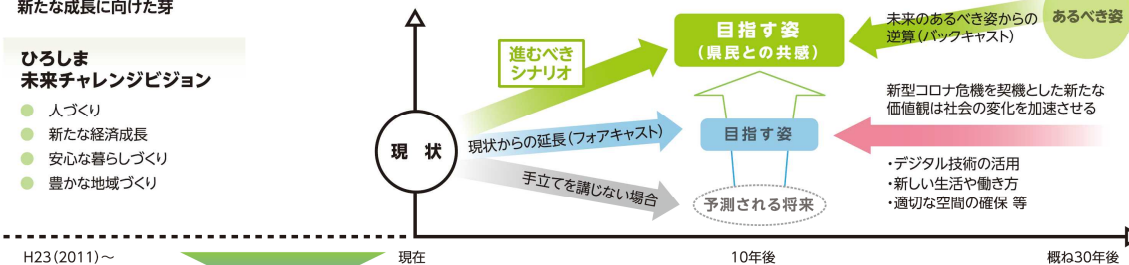 新たな成長に向けた芽
ひろしま
未来チャレンジビジョン
● 人づくり
● 新たな経済成長
● 安心な暮らしづくり
● 豊かな地域づくり
H23(2011)～
進むべき
シナリオ
現 状
現状からの延長(フォアキャスト)
手立てを講じない場合
目指す姿
(県民との共感)
目指す姿
予測される将来
未来のあるべき姿からの
逆算(バックキャスト)
あるべき姿
新型コロナ危機を契機とした新たな
価値観は社会の変化を加速させる
・デジタル技術の活用
・新しい生活や働き方
・適切な空間の確保 等
現在
10年後
概ね30年後